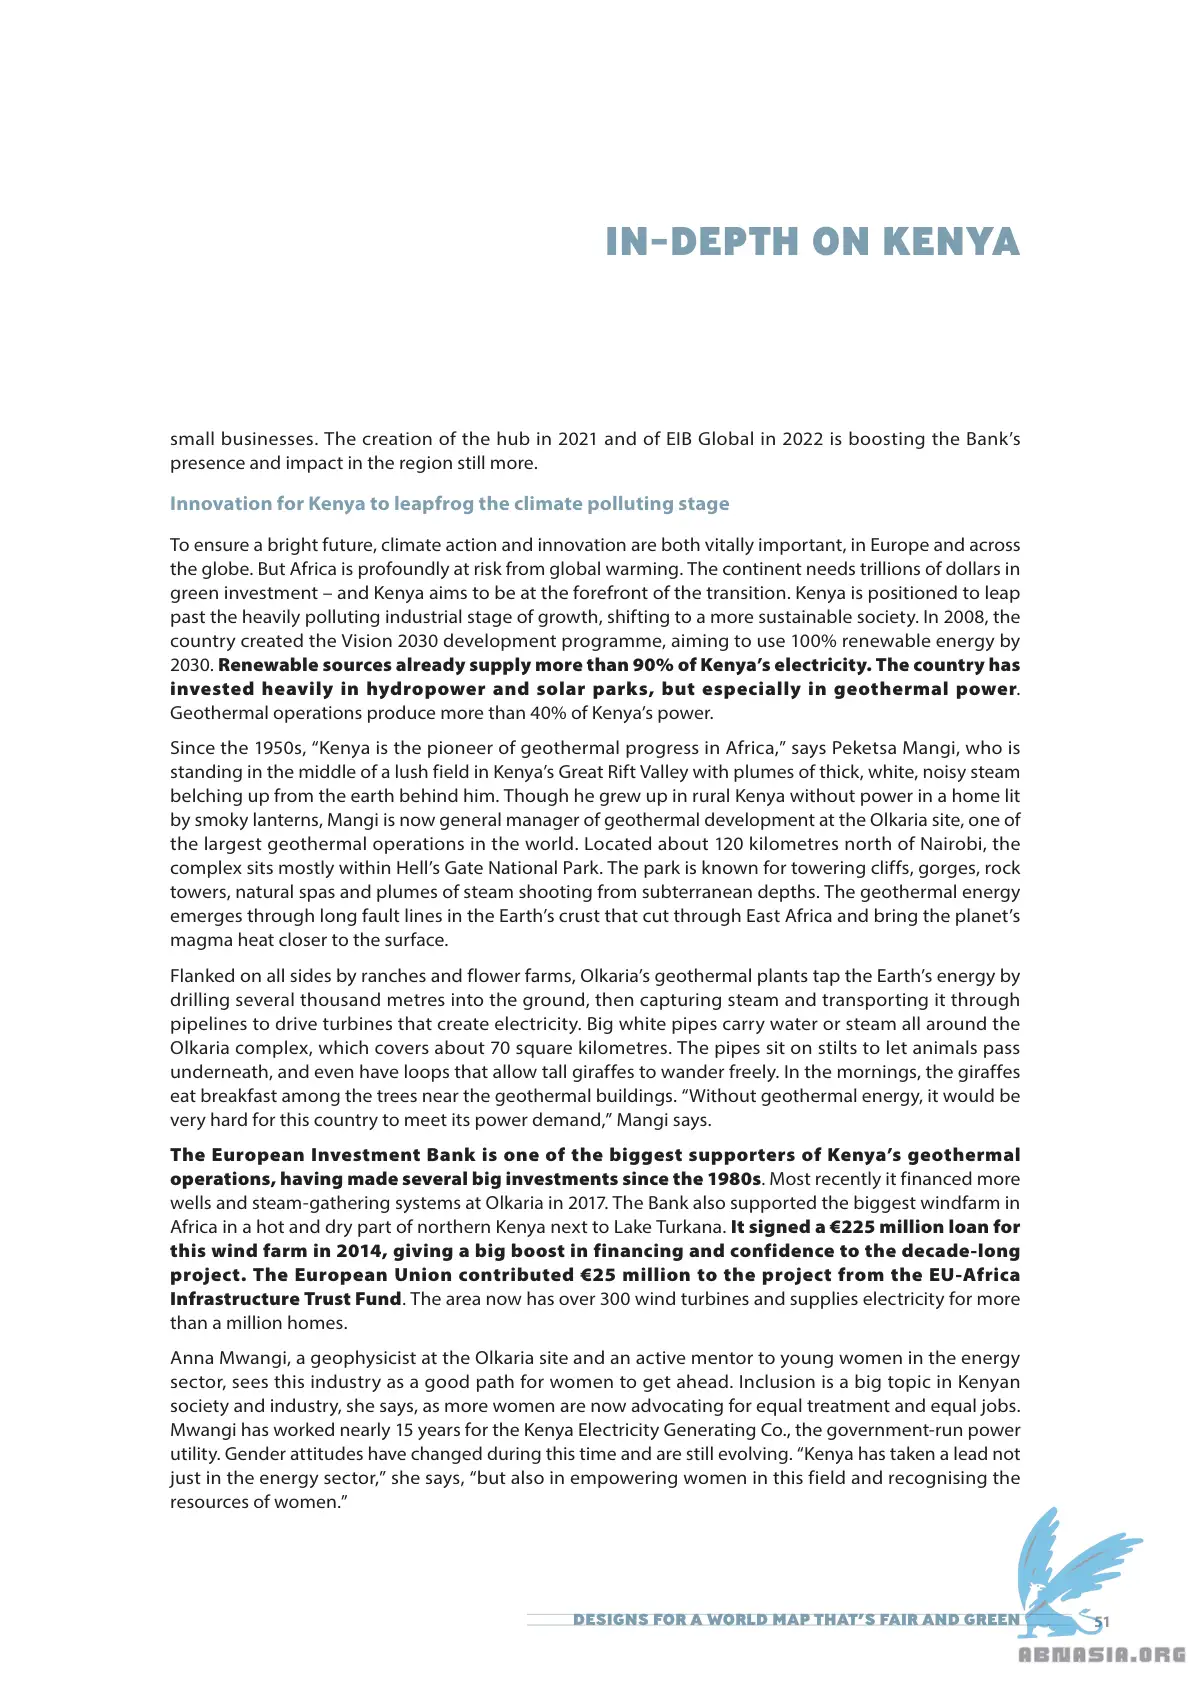 IN-DEPTH ON KENYA
small businesses. The creation of the hub in 2021 and of EIB Global in 2022 is boosting the Bank’s
presence and impact in the region still more.
Innovation for Kenya to leapfrog the climate polluting stage
To ensure a bright future, climate action and innovation are both vitally important, in Europe and across
the globe. But Africa is profoundly at risk from global warming. The continent needs trillions of dollars in
green investment – and Kenya aims to be at the forefront of the transition. Kenya is positioned to leap
past the heavily polluting industrial stage of growth, shifting to a more sustainable society. In 2008, the
country created the Vision 2030 development programme, aiming to use 100% renewable energy by
2030. Renewable sources already supply more than 90% of Kenya’s electricity. The country has
invested heavily in hydropower and solar parks, but especially in geothermal power.
Geothermal operations produce more than 40% of Kenya’s power.
Since the 1950s, “Kenya is the pioneer of geothermal progress in Africa,” says Peketsa Mangi, who is
standing in the middle of a lush field in Kenya’s Great Rift Valley with plumes of thick, white, noisy steam
belching up from the earth behind him. Though he grew up in rural Kenya without power in a home lit
by smoky lanterns, Mangi is now general manager of geothermal development at the Olkaria site, one of
the largest geothermal operations in the world. Located about 120 kilometres north of Nairobi, the
complex sits mostly within Hell’s Gate National Park. The park is known for towering cliffs, gorges, rock
towers, natural spas and plumes of steam shooting from subterranean depths. The geothermal energy
emerges through long fault lines in the Earth’s crust that cut through East Africa and bring the planet’s
magma heat closer to the surface.
Flanked on all sides by ranches and flower farms, Olkaria’s geothermal plants tap the Earth’s energy by
drilling several thousand metres into the ground, then capturing steam and transporting it through
pipelines to drive turbines that create electricity. Big white pipes carry water or steam all around the
Olkaria complex, which covers about 70 square kilometres. The pipes sit on stilts to let animals pass
underneath, and even have loops that allow tall giraffes to wander freely. In the mornings, the giraffes
eat breakfast among the trees near the geothermal buildings. “Without geothermal energy, it would be
very hard for this country to meet its power demand,” Mangi says.
The European Investment Bank is one of the biggest supporters of Kenya’s geothermal
operations, having made several big investments since the 1980s. Most recently it financed more
wells and steam-gathering systems at Olkaria in 2017. The Bank also supported the biggest windfarm in
Africa in a hot and dry part of northern Kenya next to Lake Turkana. It signed a €225 million loan for
this wind farm in 2014, giving a big boost in financing and confidence to the decade-long
project. The European Union contributed €25 million to the project from the EU-Africa
Infrastructure Trust Fund. The area now has over 300 wind turbines and supplies electricity for more
than a million homes.
Anna Mwangi, a geophysicist at the Olkaria site and an active mentor to young women in the energy
sector, sees this industry as a good path for women to get ahead. Inclusion is a big topic in Kenyan
society and industry, she says, as more women are now advocating for equal treatment and equal jobs.
Mwangi has worked nearly 15 years for the Kenya Electricity Generating Co., the government-run power
utility. Gender attitudes have changed during this time and are still evolving. “Kenya has taken a lead not
just in the energy sector,” she says, “but also in empowering women in this field and recognising the
resources of women.”
DESIGNS FOR A WORLD MAP THAT’S FAIR AND GREEN 51
ABNASIA.ORG